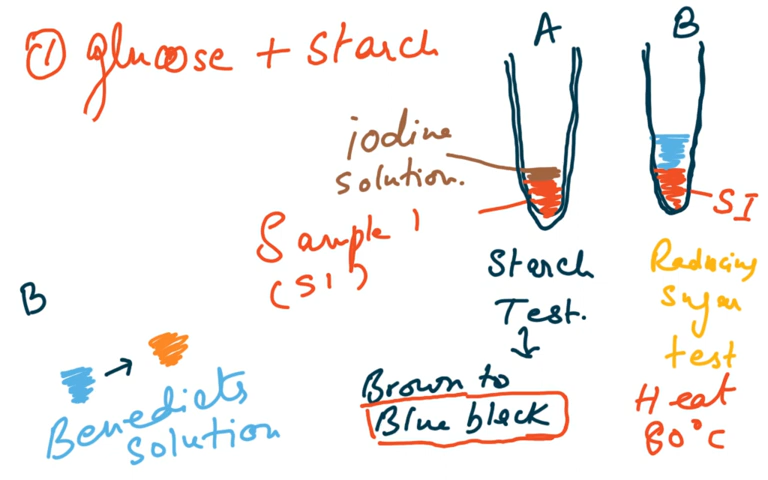 ① glucose + starch
A
B
iodine
solution.
Sample 1
(S1)
SI
Starch
Test.
Brown to
Blue black
Reducing
Sugar
test
Heat
80°C
B
Benedicts
Solution